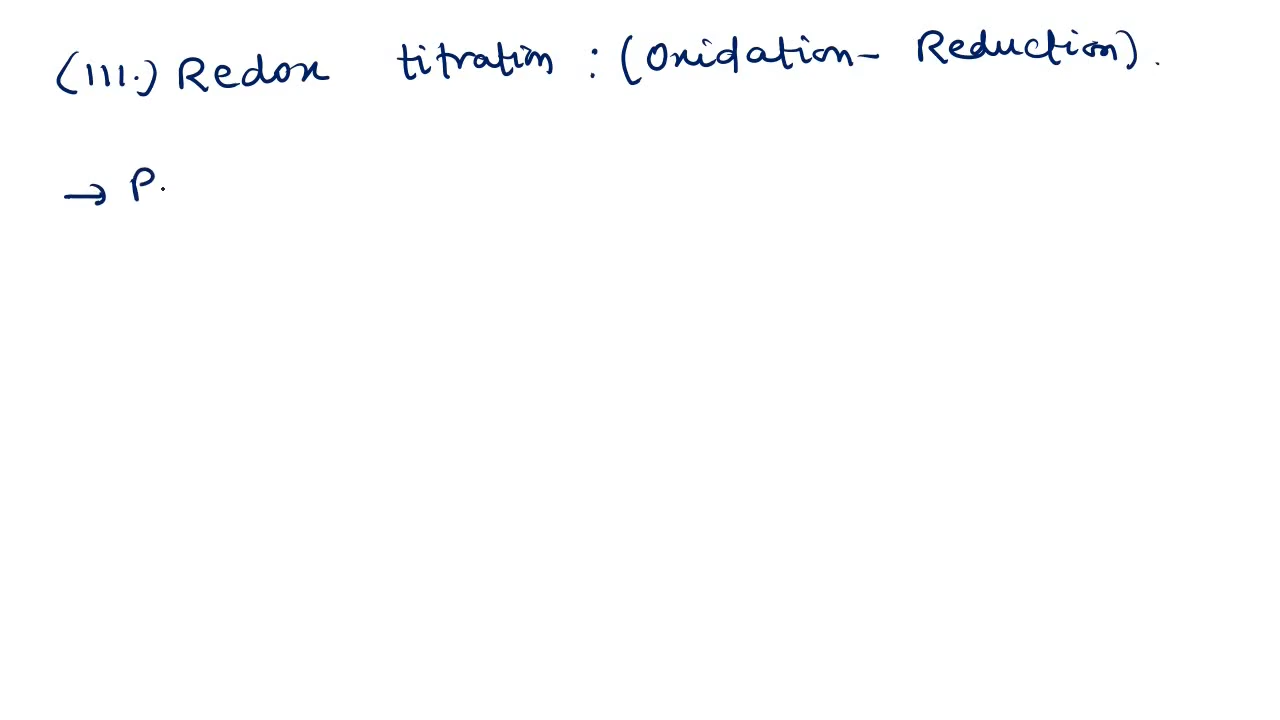 (III.) Redox titration : (Oxidation - Reduction).
→ P.